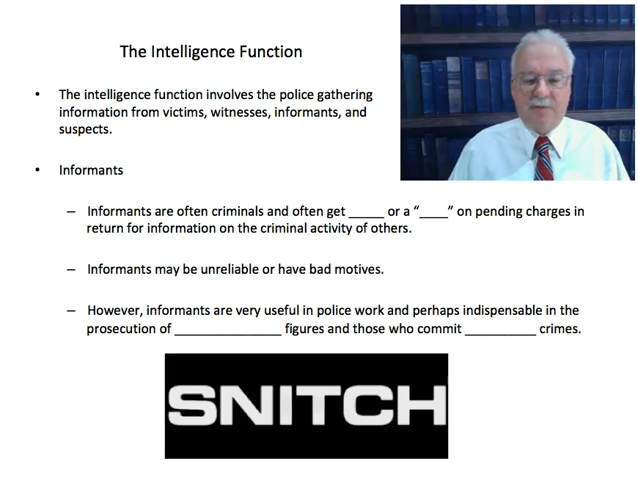 The Intelligence Function
• The intelligence function involves the police gathering
information from victims, witnesses, informants, and
suspects.
• Informants
– Informants are often criminals and often get _____ or a “____” on pending charges in
return for information on the criminal activity of others.
– Informants may be unreliable or have bad motives.
– However, informants are very useful in police work and perhaps indispensable in the
prosecution of _______________ figures and those who commit __________ crimes.
SNITCH